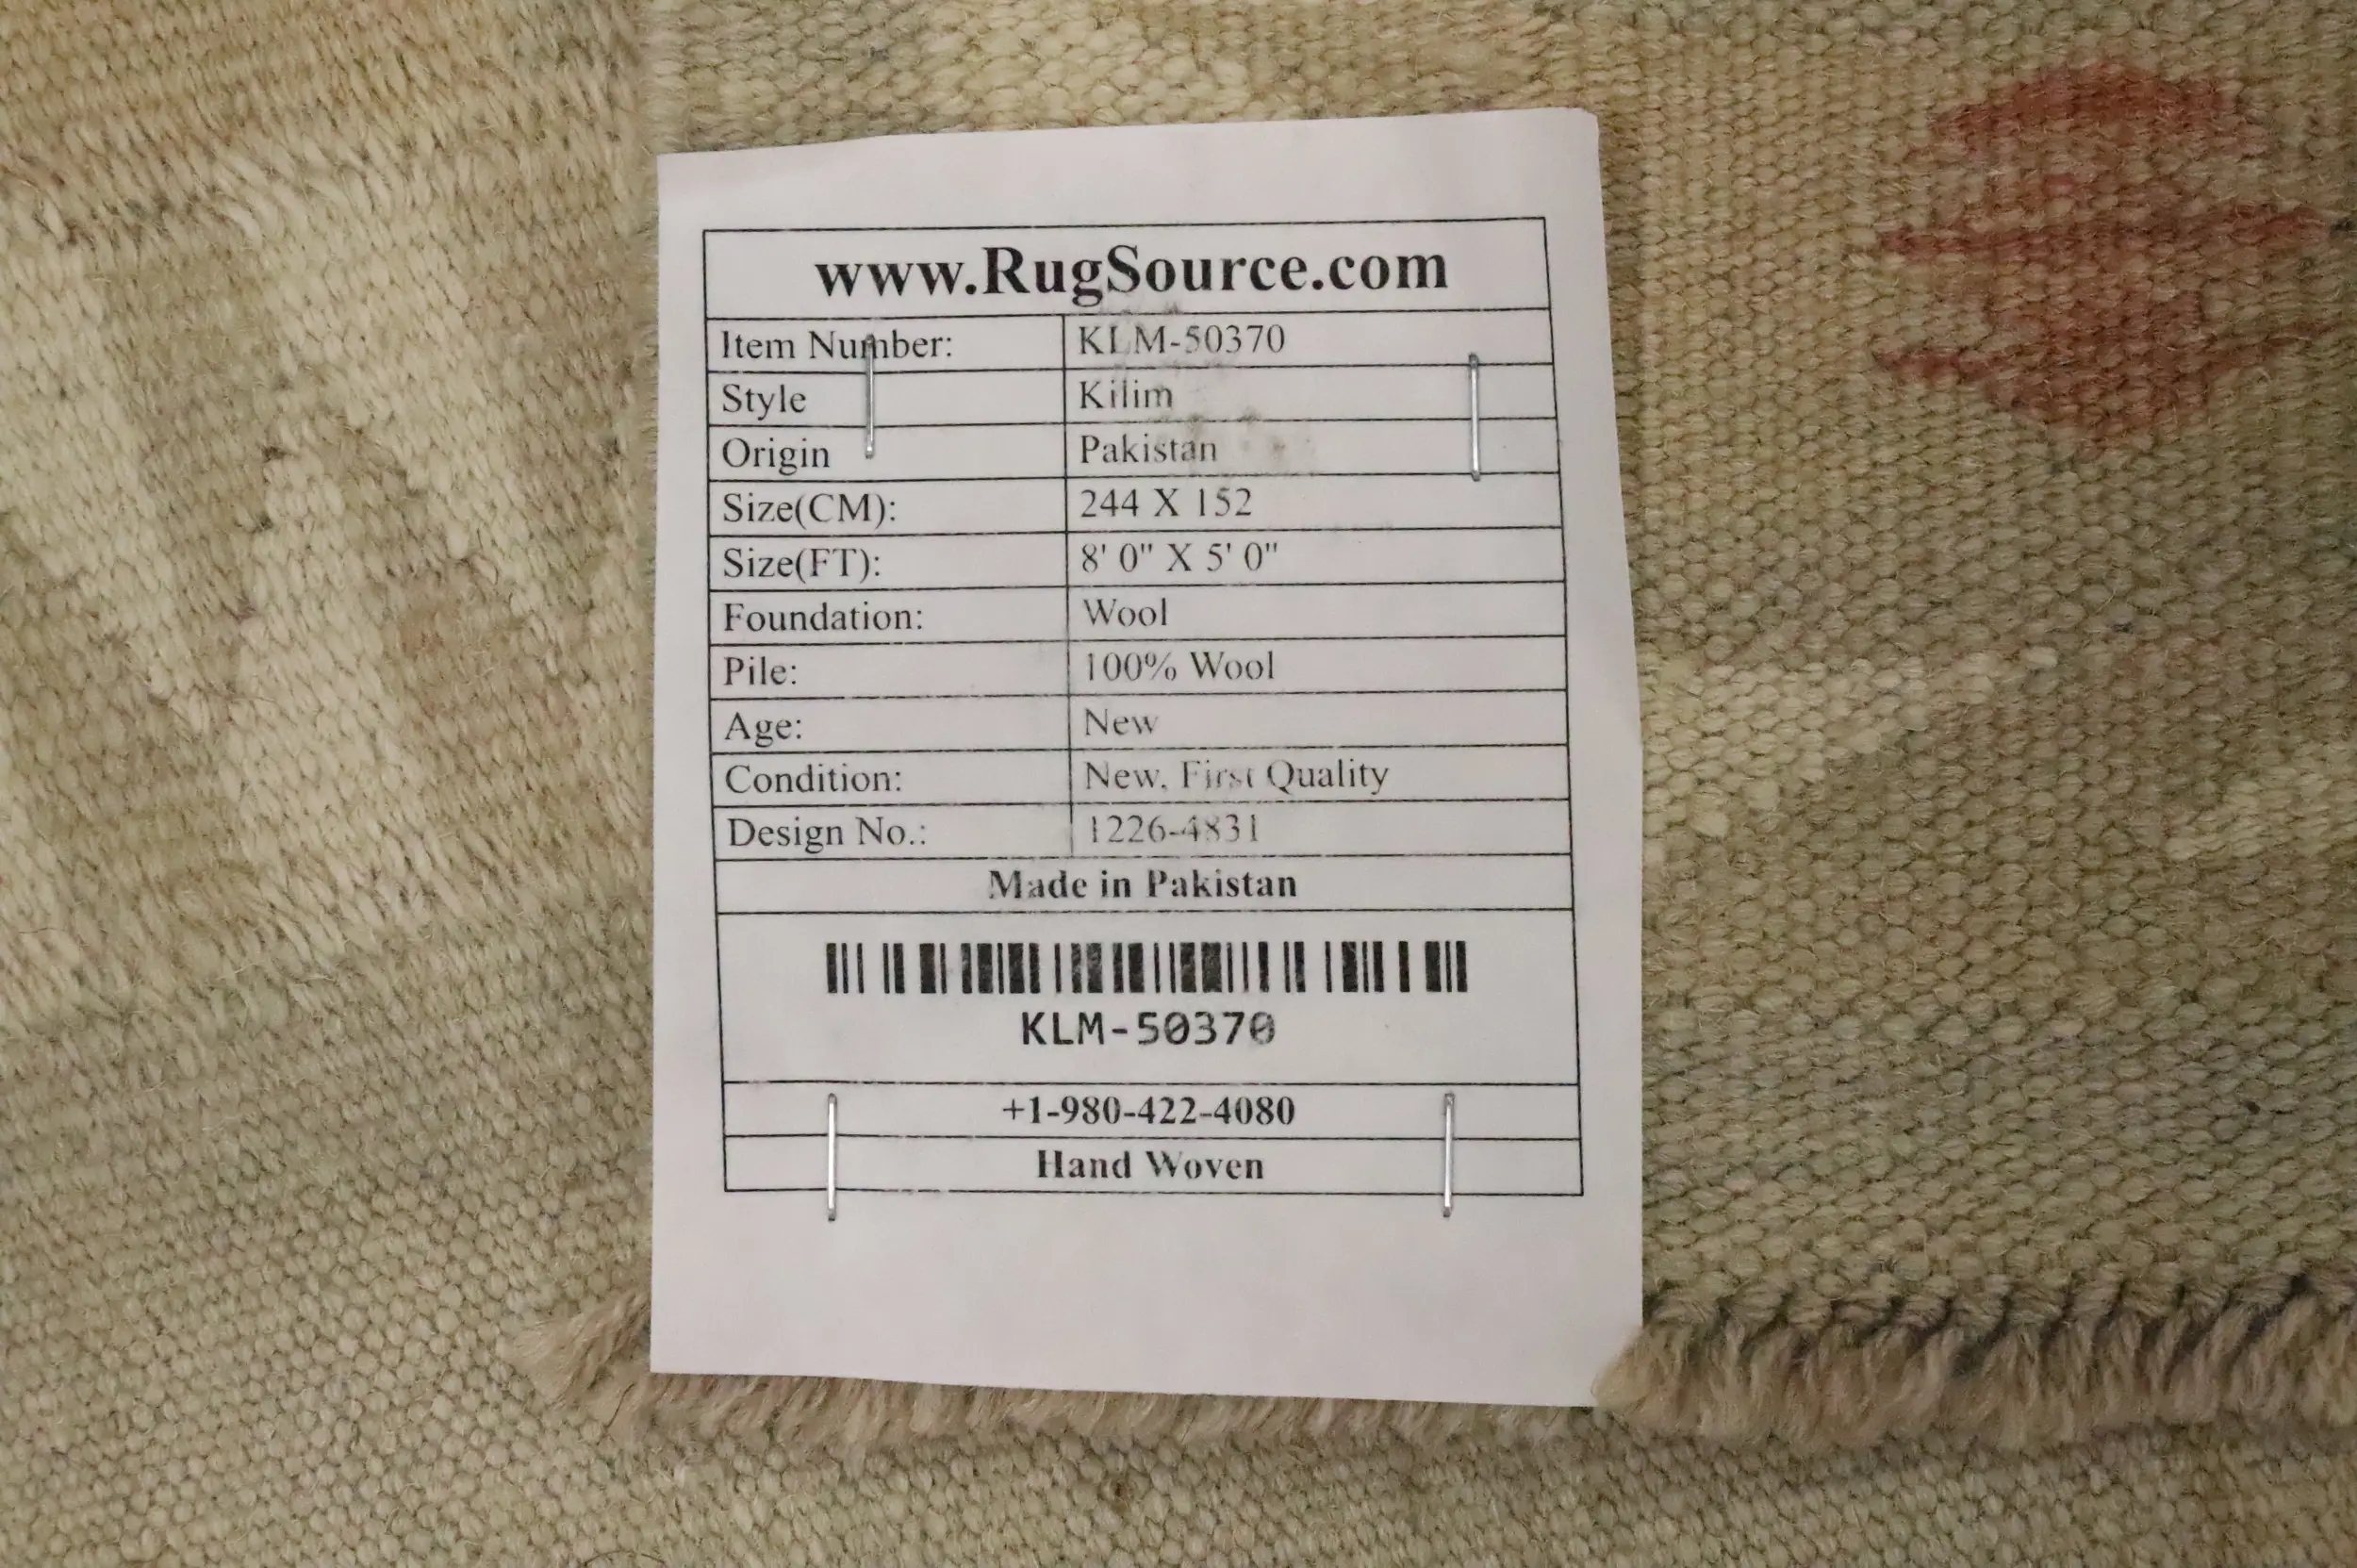 www.RugSource.com
Item Number: KLM-50370
Style Kilim
Origin Pakistan
Size(CM): 244 X 152
Size(FT): 8' 0" X 5' 0"
Foundation: Wool
Pile: 100% Wool
Age: New
Condition: New, First Quality
Design No.: 1226-4831
Made in Pakistan
KLM-50370
+1-980-422-4080
Hand Woven